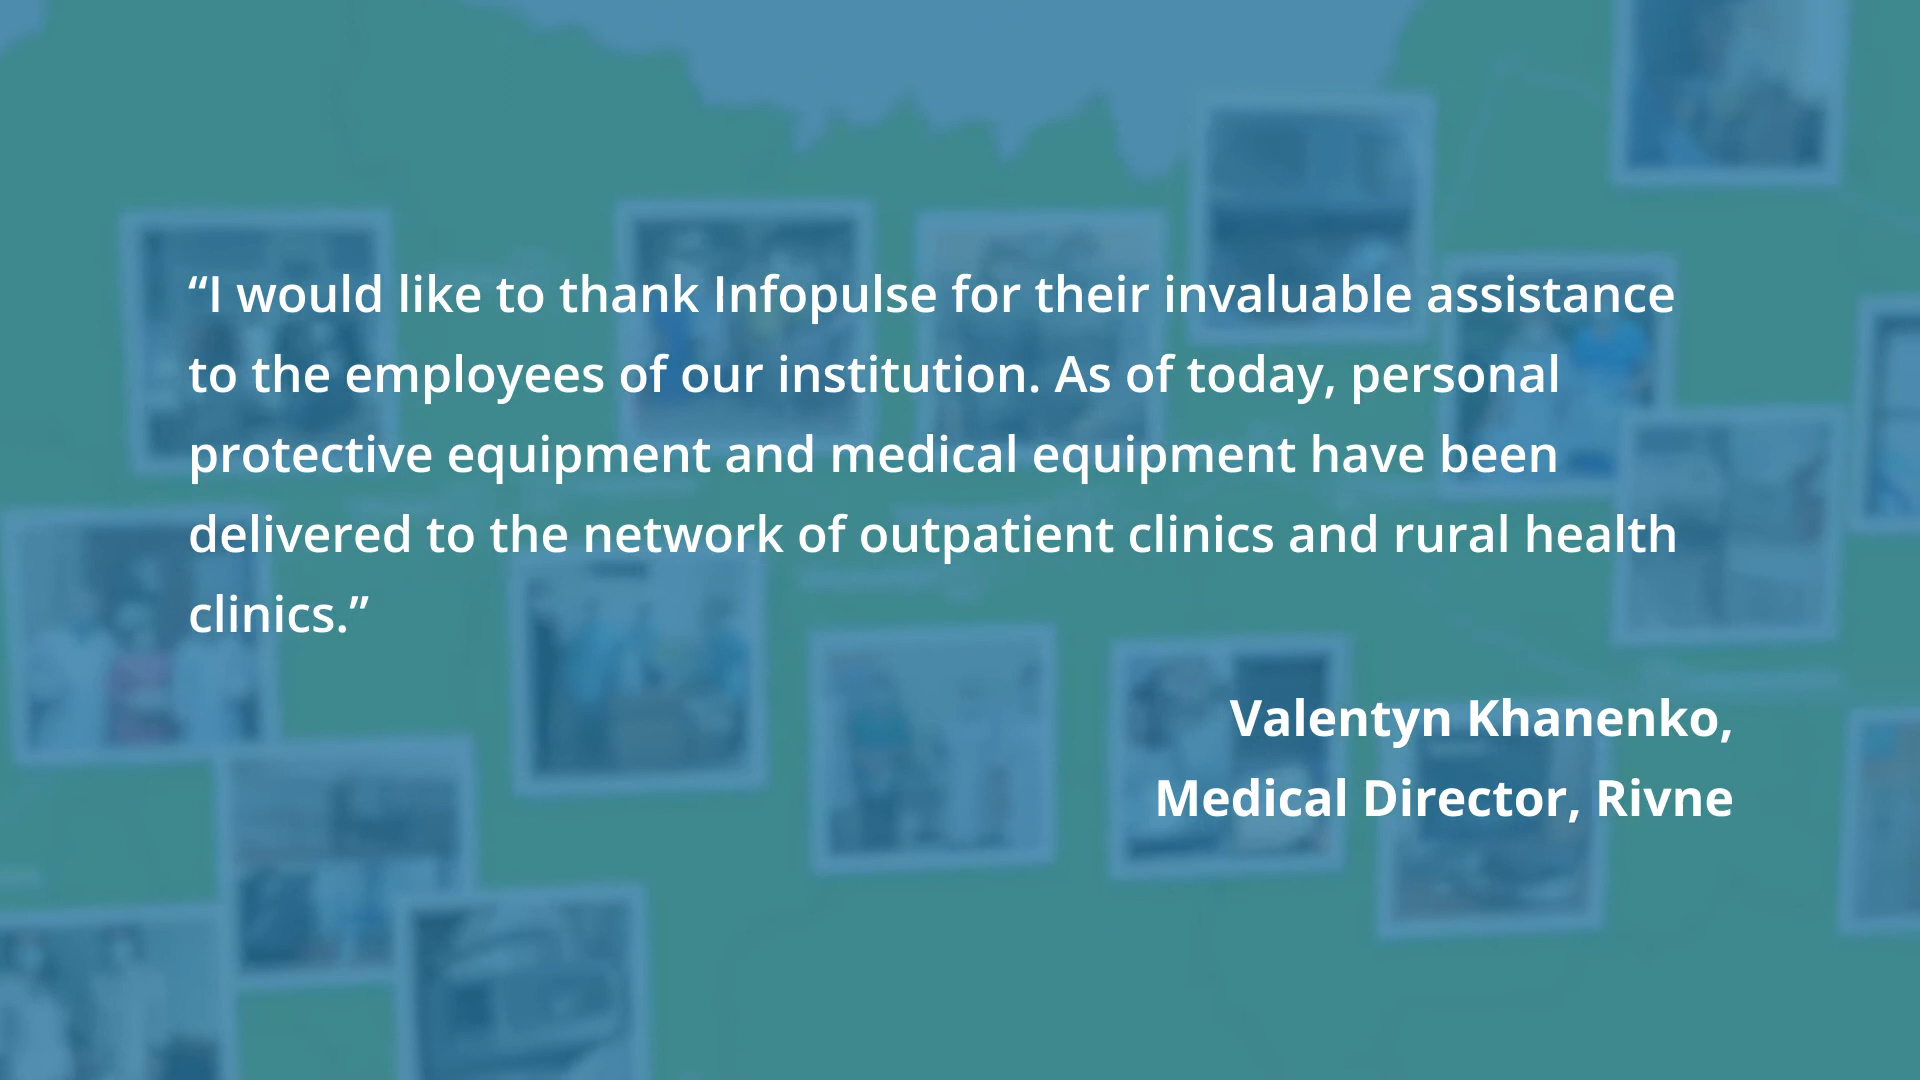 “I would like to thank Infopulse for their invaluable assistance
to the employees of our institution. As of today, personal
protective equipment and medical equipment have been
delivered to the network of outpatient clinics and rural health
clinics.”
Valentyn Khanenko,
Medical Director, Rivne